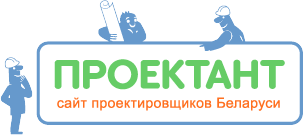 ПРОЕКТАНТ
сайт проектировщиков Беларуси